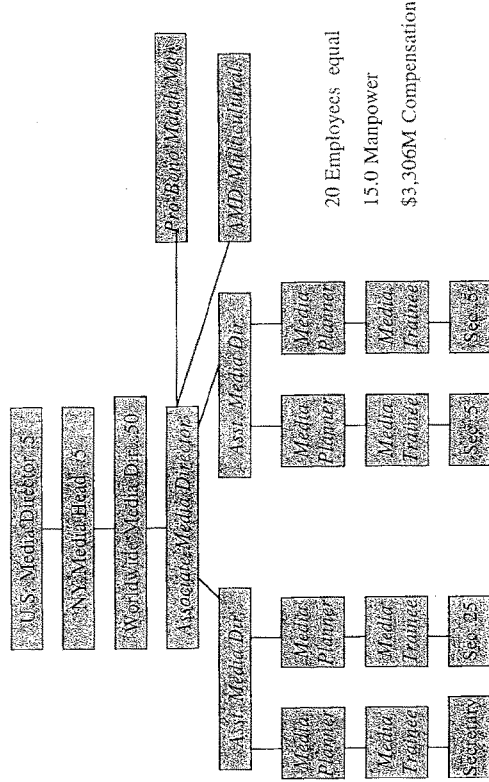 U.S. Media Director .5
NY Media Head .5
Worldwide Media Dir. .50
Associate Media Director
Pro Bono/Match Mgr.
AMD Multicultural
Asst. Media Dir.
Asst. Media Dir.
Media
Planner
Media
Planner
Media
Planner
Media
Planner
Media
Trainee
Media
Trainee
Media
Trainee
Media
Trainee
Secretary
Sec. .25
Sec. .5
Sec. .5
20 Employees equal
15.0 Manpower
$3,306M Compensation